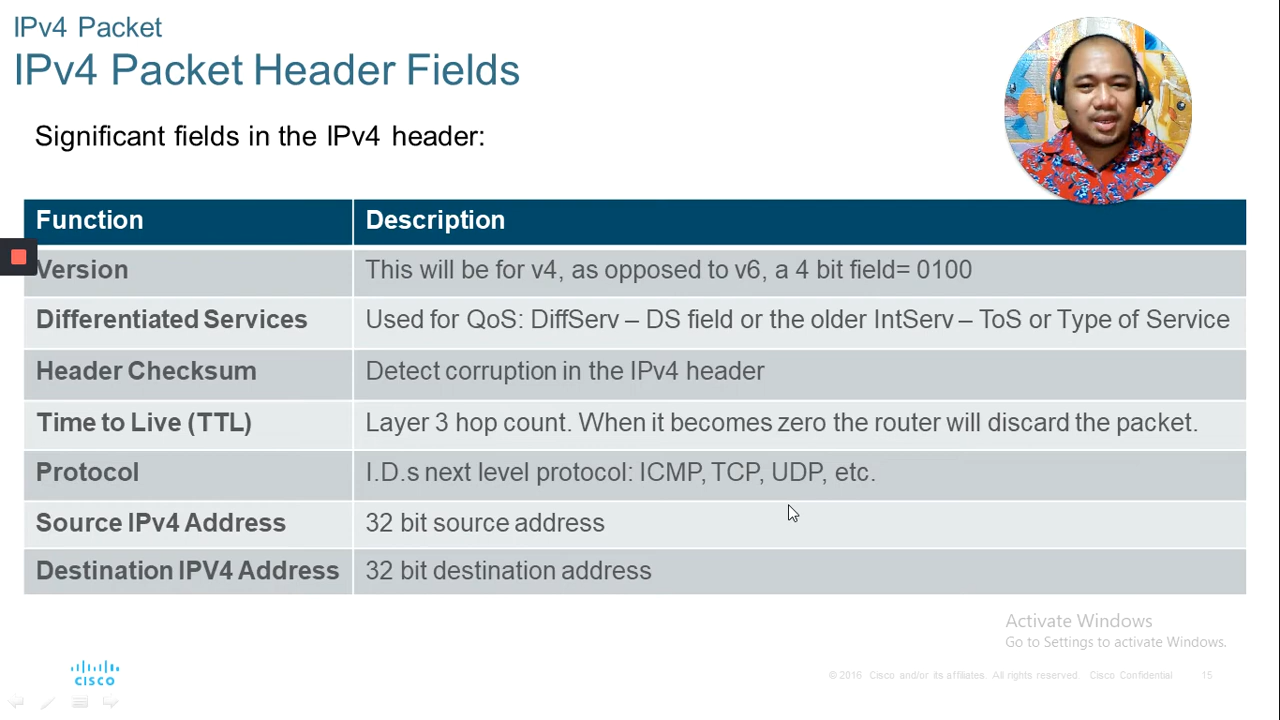 IPv4 Packet
IPv4 Packet Header Fields
Significant fields in the IPv4 header:
Function Description
Version This will be for v4, as opposed to v6, a 4 bit field= 0100
Differentiated Services Used for QoS: DiffServ – DS field or the older IntServ – ToS or Type of Service
Header Checksum Detect corruption in the IPv4 header
Time to Live (TTL) Layer 3 hop count. When it becomes zero the router will discard the packet.
Protocol I.D.s next level protocol: ICMP, TCP, UDP, etc.
Source IPv4 Address 32 bit source address
Destination IPV4 Address 32 bit destination address
Activate Windows
Go to Settings to activate Windows.
CISCO
© 2016 Cisco and/or its affiliates. All rights reserved Cisco Confidential 15